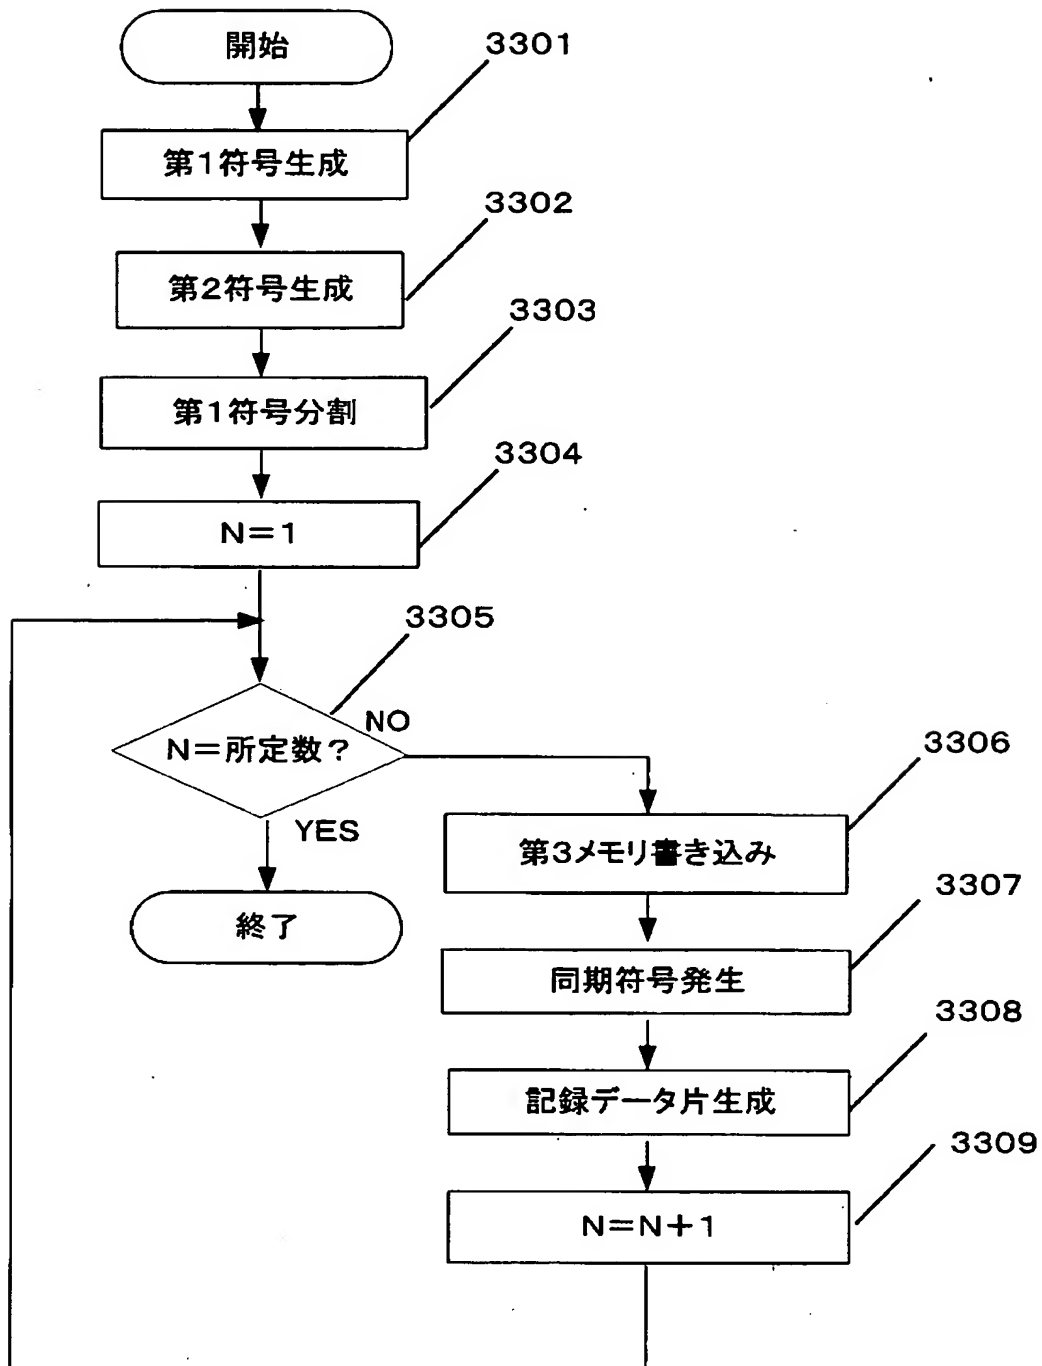 開始
3301
第1符号生成
3302
第2符号生成
3303
第1符号分割
3304
N=1
3305
N=所定数?
NO
YES
終了
3306
第3メモリ書き込み
3307
同期符号発生
3308
記録データ片生成
3309
N=N+1